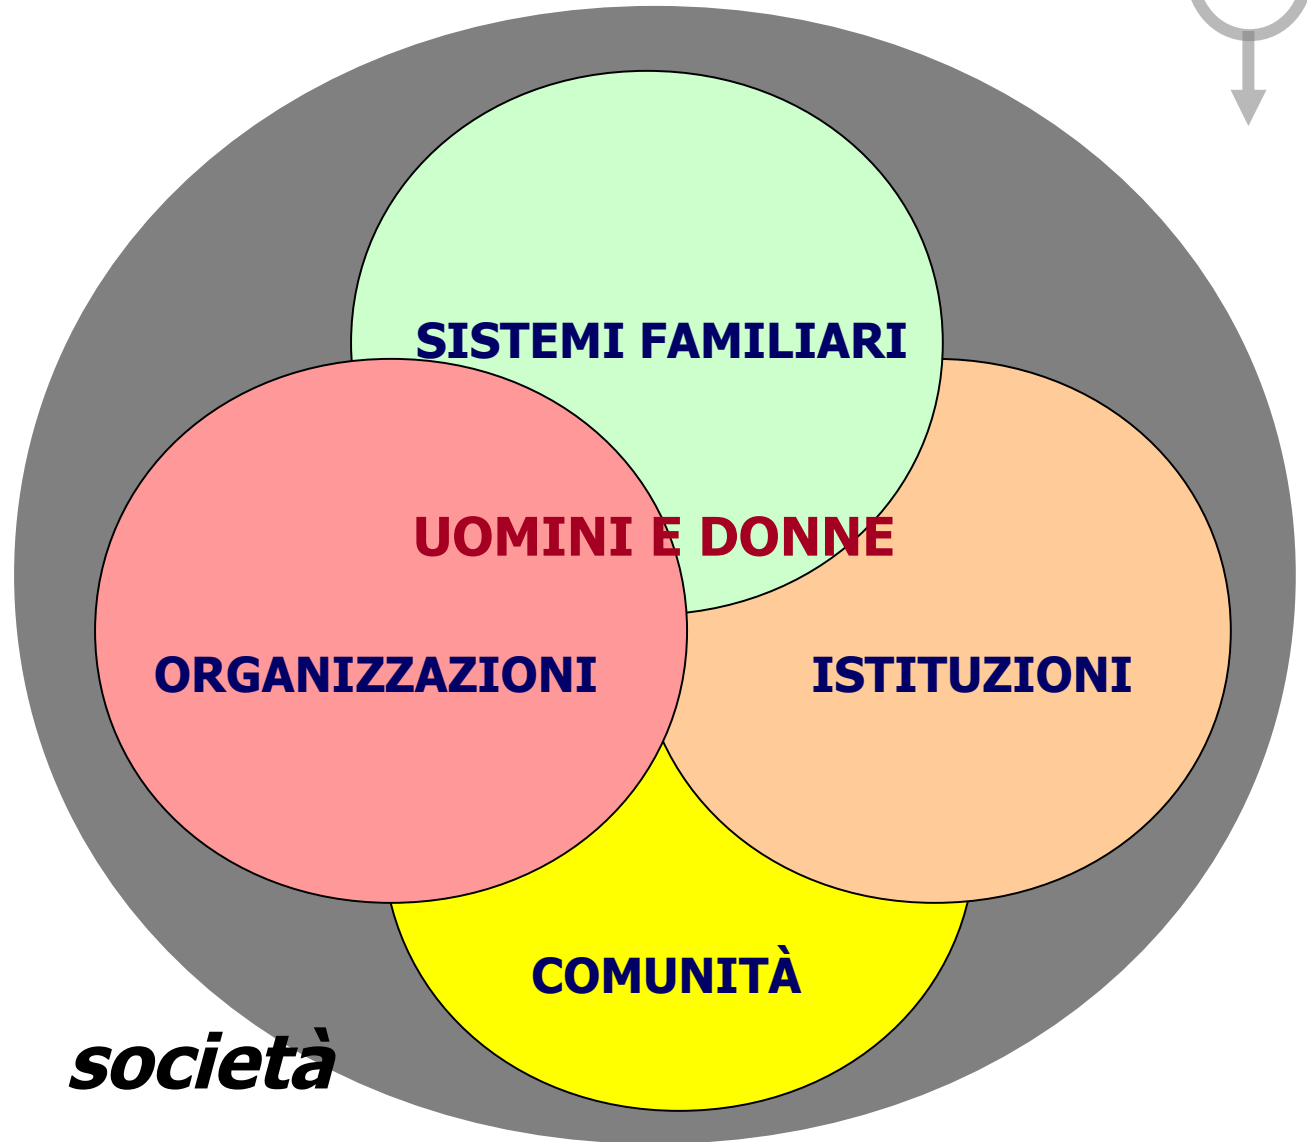 SISTEMI FAMILIARI
UOMINI E DONNE
ORGANIZZAZIONI
ISTITUZIONI
COMUNITÀ
società